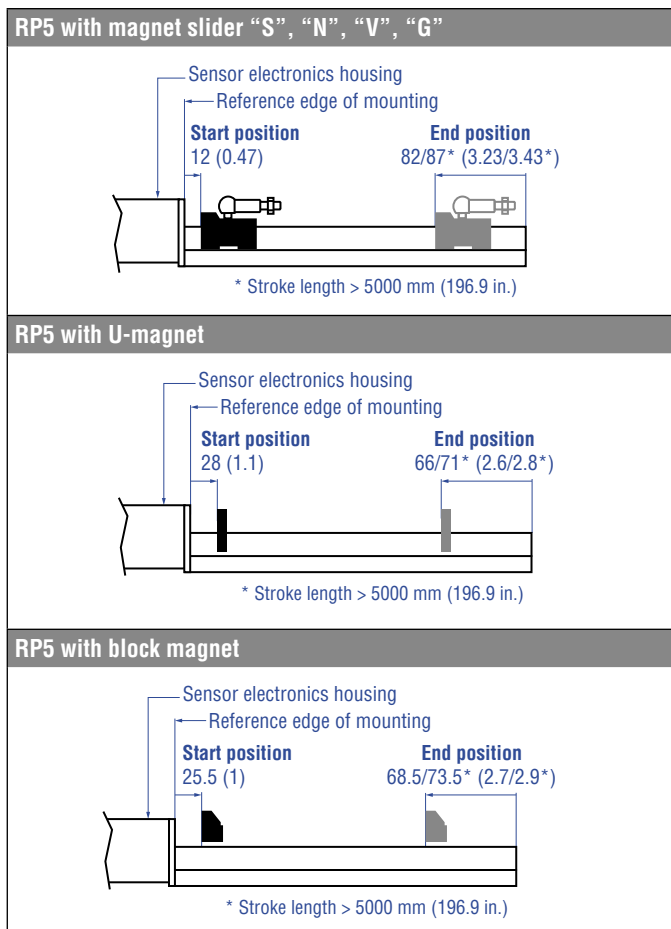 RP5 with magnet slider “S”, “N”, “V”, “G”
Sensor electronics housing
Reference edge of mounting
Start position
12 (0.47)
End position
82/87* (3.23/3.43*)
* Stroke length > 5000 mm (196.9 in.)
RP5 with U-magnet
Sensor electronics housing
Reference edge of mounting
Start position
28 (1.1)
End position
66/71* (2.6/2.8*)
* Stroke length > 5000 mm (196.9 in.)
RP5 with block magnet
Sensor electronics housing
Reference edge of mounting
Start position
25.5 (1)
End position
68.5/73.5* (2.7/2.9*)
* Stroke length > 5000 mm (196.9 in.)